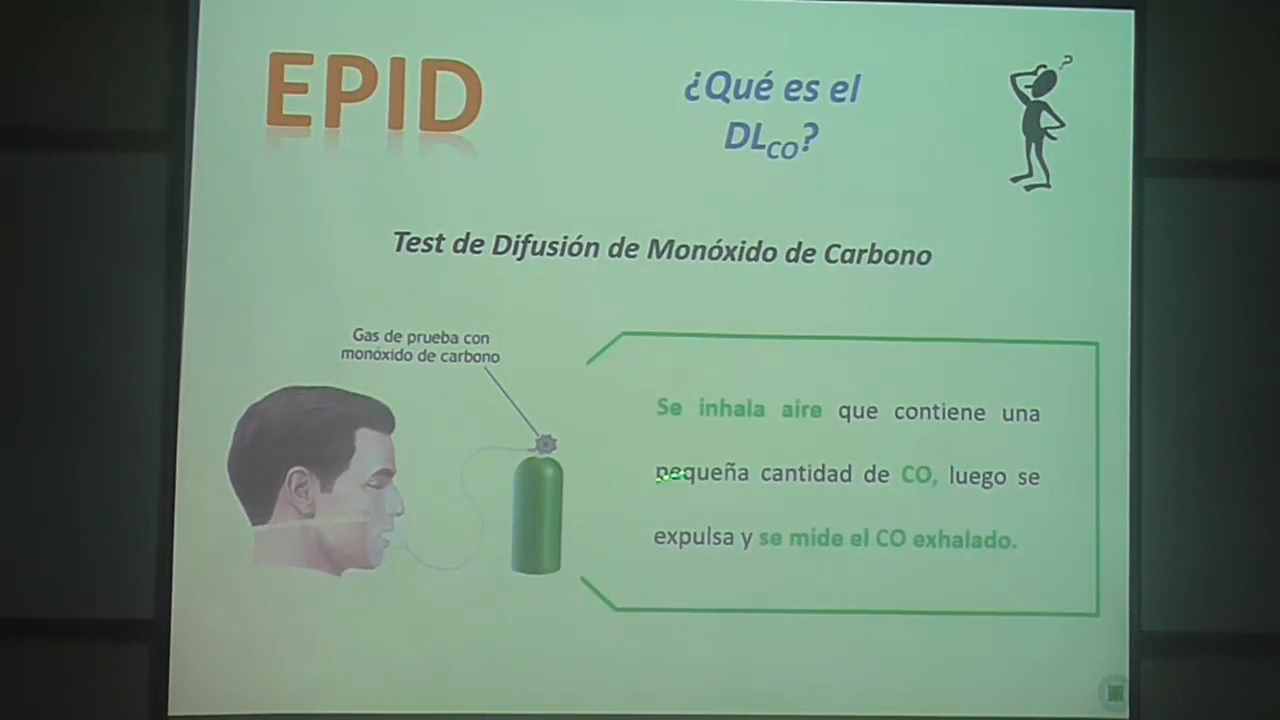 EPID
¿Qué es el
DLCO?
?
Test de Difusión de Monóxido de Carbono
Gas de prueba con
monóxido de carbono
Se inhala aire que contiene una
pequeña cantidad de CO, luego se
expulsa y se mide el CO exhalado.